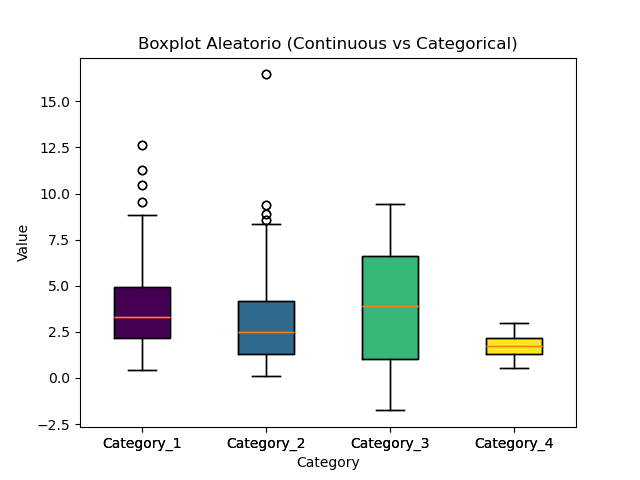 Boxplot Aleatorio (Continuous vs Categorical)
15.0
12.5
10.0
7.5
5.0
2.5
0.0
−2.5
Value
Category_1 Category_2 Category_3 Category_4
Category